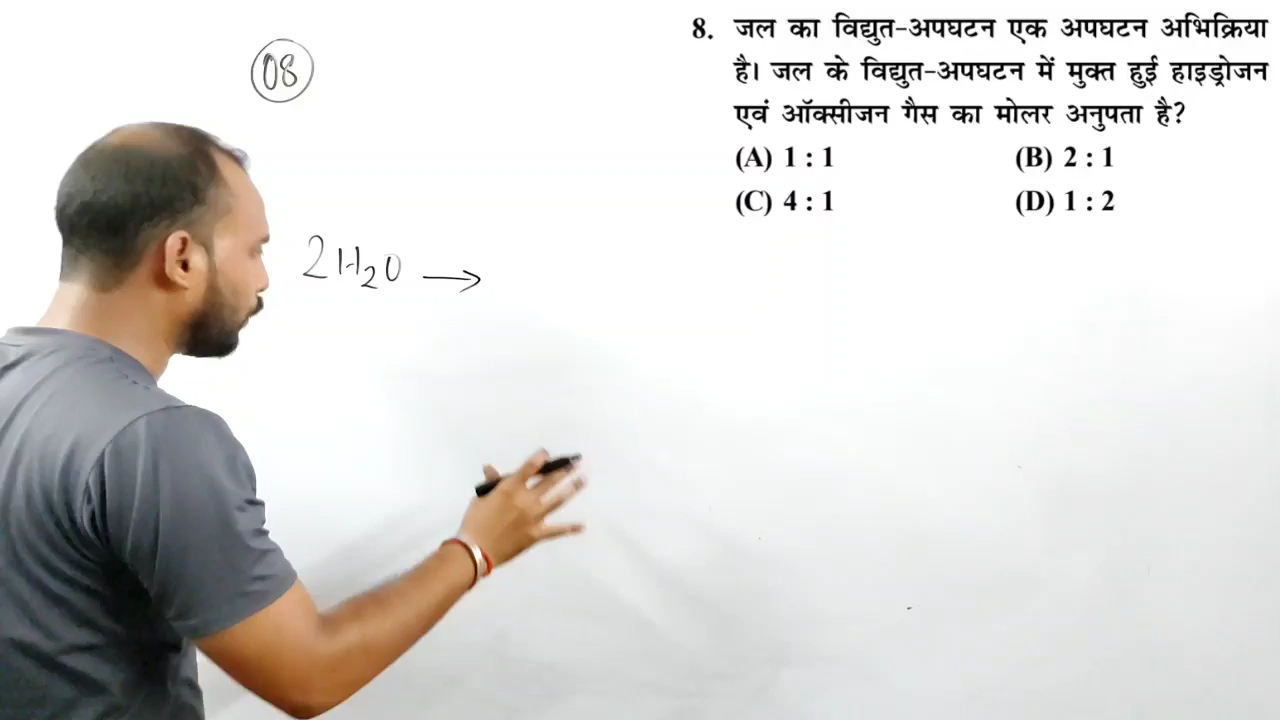 08
2H₂O →
8. जल का विद्युत-अपघटन एक अपघटन अभिक्रिया
है। जल के विद्युत-अपघटन में मुक्त हुई हाइड्रोजन
एवं ऑक्सीजन गैस का मोलर अनुपता है?
(A) 1 : 1 (B) 2 : 1
(C) 4 : 1 (D) 1 : 2